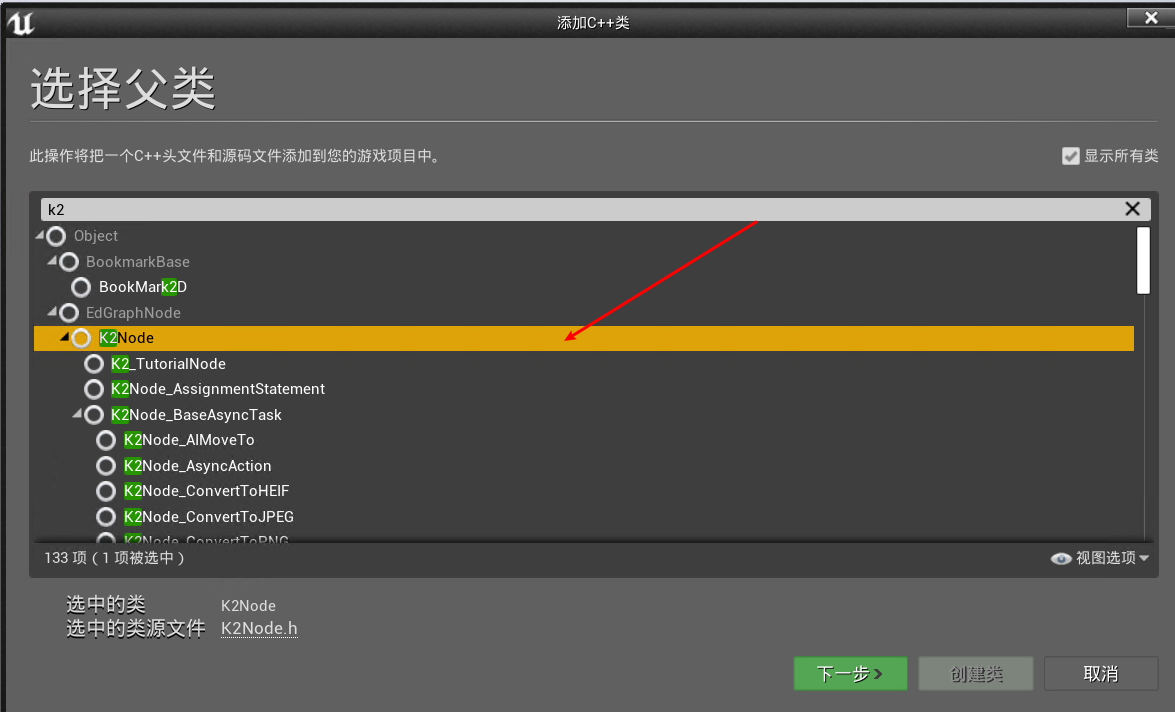 添加C++类
选择父类
此操作将把一个C++头文件和源码文件添加到您的游戏项目中。
显示所有类
k2
Object
BookmarkBase
BookMark2D
EdGraphNode
K2Node
K2_TutorialNode
K2Node_AssignmentStatement
K2Node_BaseAsyncTask
K2Node_AIMoveTo
K2Node_AsyncAction
K2Node_ConvertToHEIF
K2Node_ConvertToJPEG
K2Node_ConvertToPNG
133 项（1 项被选中）
视图选项
选中的类 K2Node
选中的类源文件 K2Node.h
下一步
创建类
取消